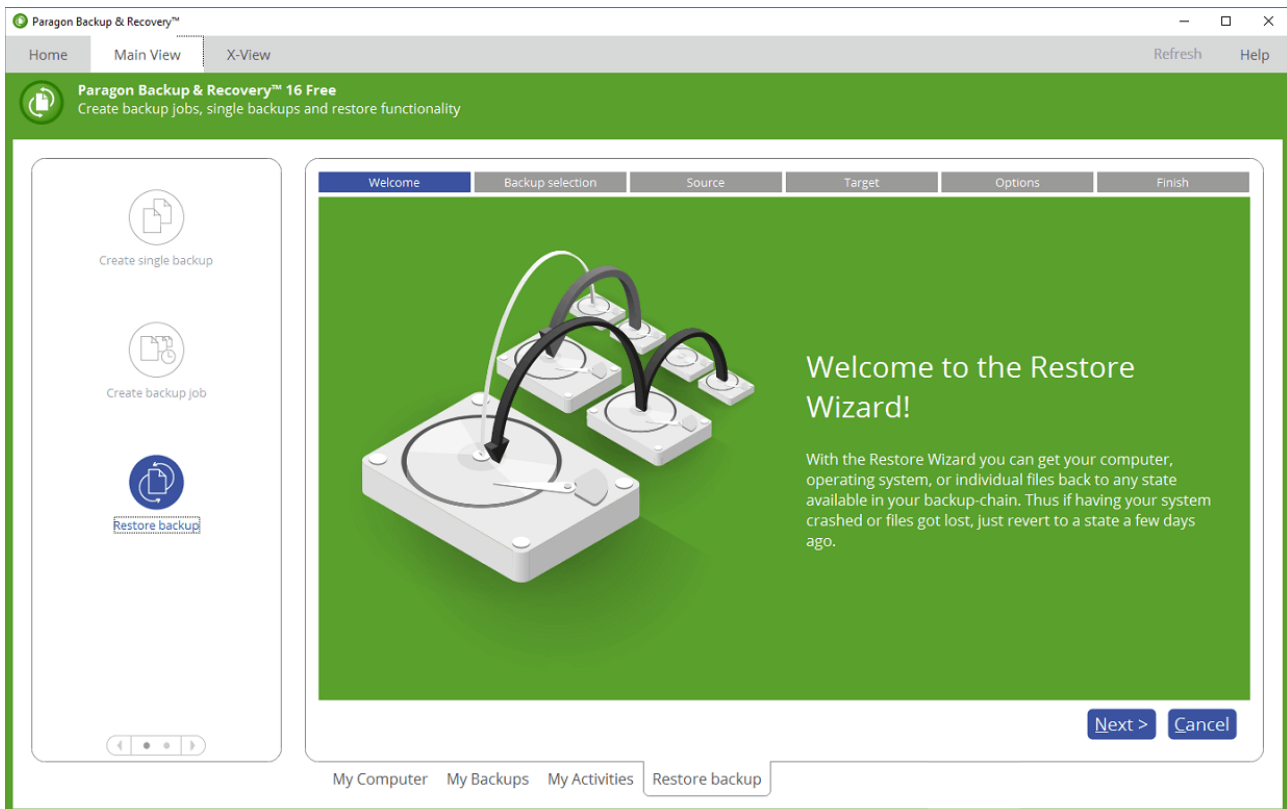 Paragon Backup & Recovery™
Home Main View X-View Refresh Help
Paragon Backup & Recovery™ 16 Free
Create backup jobs, single backups and restore functionality
Create single backup
Create backup job
Restore backup
Welcome Backup selection Source Target Options Finish
Welcome to the Restore
Wizard!
With the Restore Wizard you can get your computer,
operating system, or individual files back to any state
available in your backup-chain. Thus if having your system
crashed or files got lost, just revert to a state a few days
ago.
Next > Cancel
My Computer My Backups My Activities Restore backup